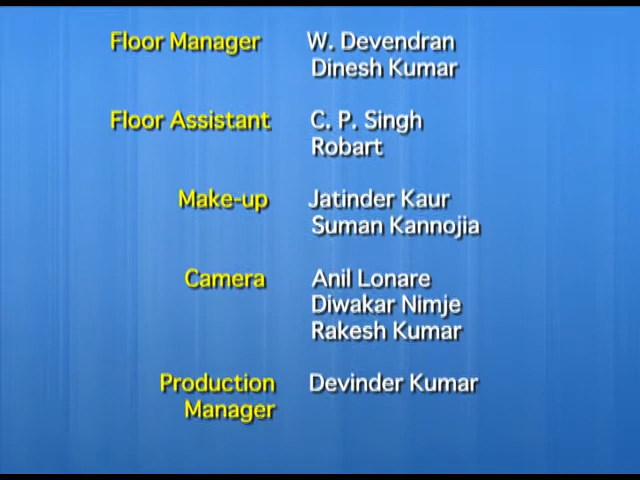 Floor Manager W. Devendran
Dinesh Kumar
Floor Assistant C. P. Singh
Robart
Make-up Jatinder Kaur
Suman Kannojia
Camera Anil Lonare
Diwakar Nimje
Rakesh Kumar
Production Devinder Kumar
Manager